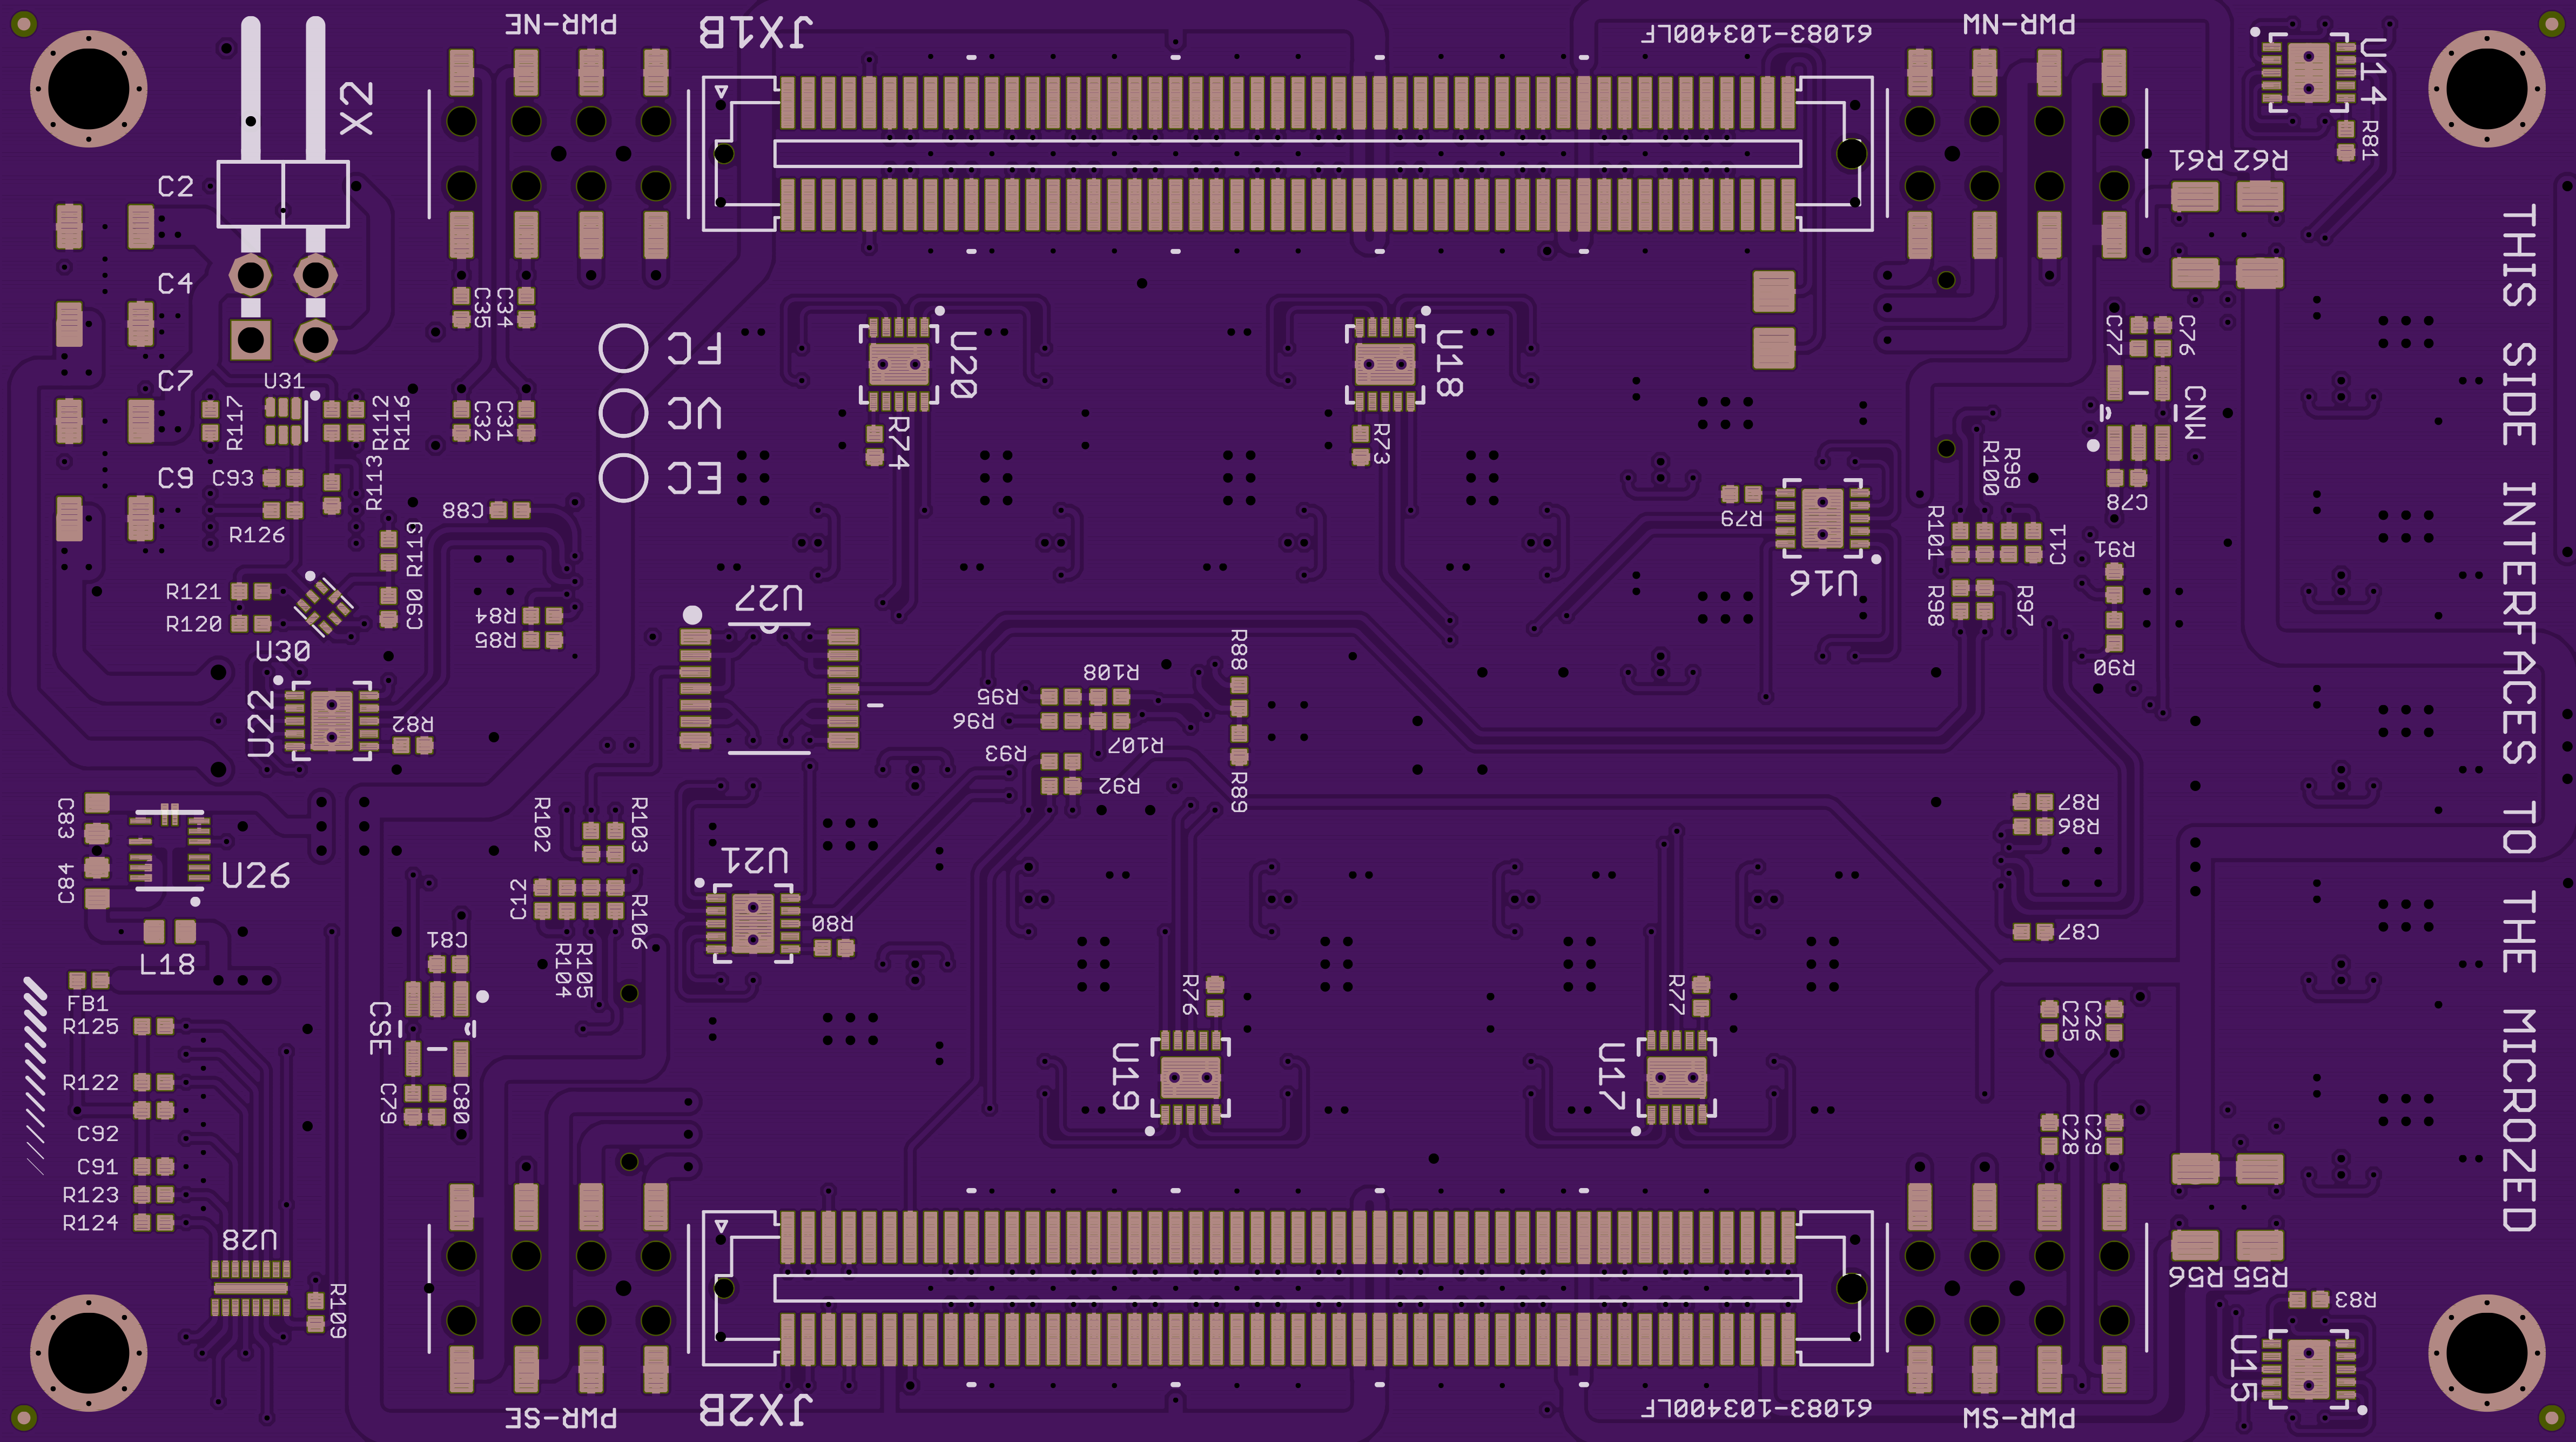 PWR-NE
JX1B
61083-103400LF
PWR-NW
U14
X2
R81
R61
R62
C2
C4
C35
C34
FC
U20
U18
C77
C76
C7
U31
R117
R112
R116
C32
C31
VC
R74
R73
CNW
C9
C93
R113
EC
R79
R100
R99
C78
R126
C88
R119
U16
R101
C11
R91
R121
R120
C90
R84
R85
U27
R98
R97
R90
U30
U22
R82
R88
R108
R95
R96
R107
R93
R92
R89
C83
C84
U26
R102
R103
U21
R87
R86
C12
R106
R80
C87
L18
C81
R104
R105
FB1
R125
CSE
R76
R77
C25
C26
R122
C79
C80
U19
U17
C92
C28
C29
C91
R123
R124
U28
R109
R56
R55
R83
U15
PWR-SE
JX2B
61083-103400LF
PWR-SW
THIS SIDE INTERFACES TO THE MICROZED